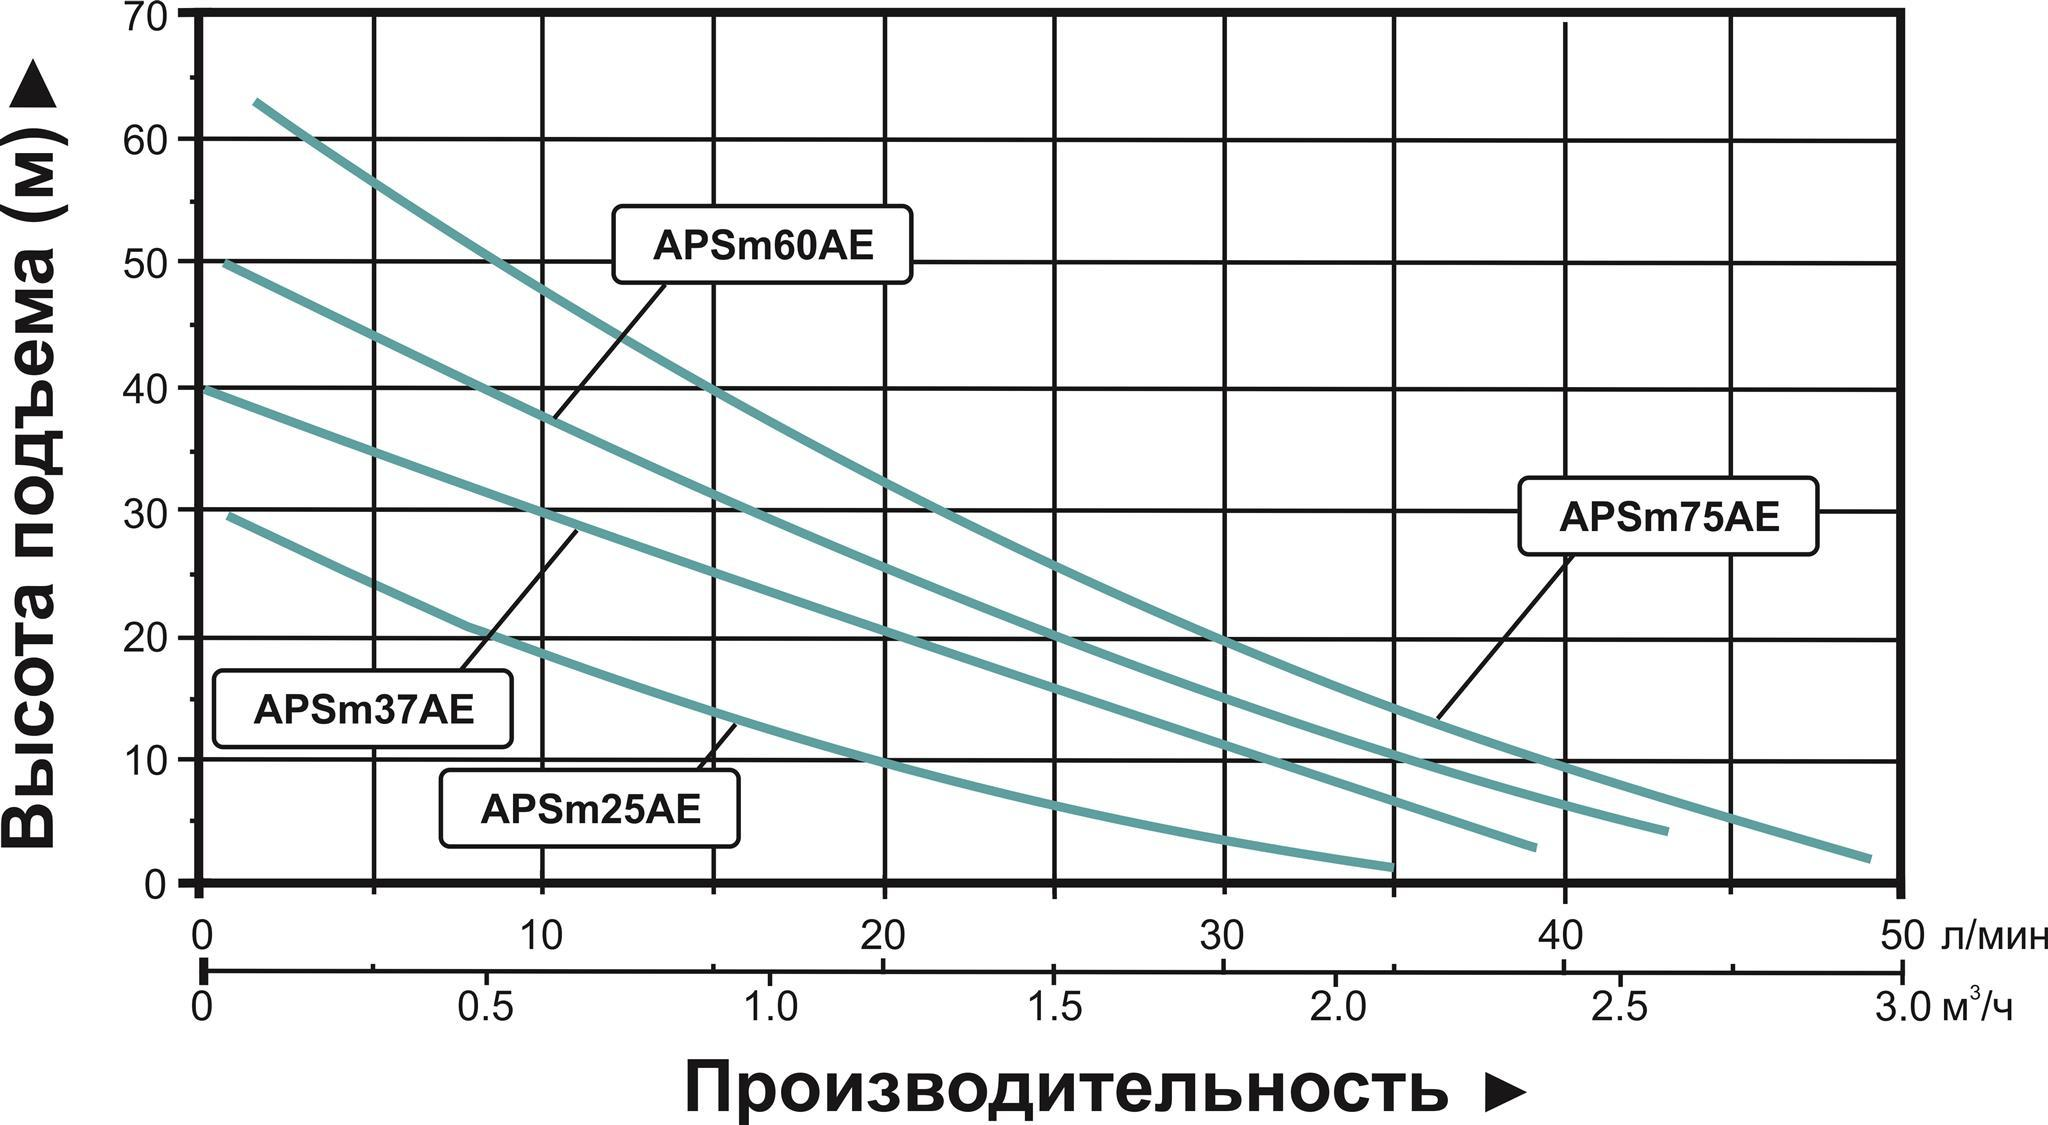 Высота подъема (м) ▶
70
60
50
40
30
20
10
0
APSm60AE
APSm75AE
APSm37AE
APSm25AE
0 10 20 30 40 50 л/мин
0 0.5 1.0 1.5 2.0 2.5 3.0 м³/ч
Производительность ▶